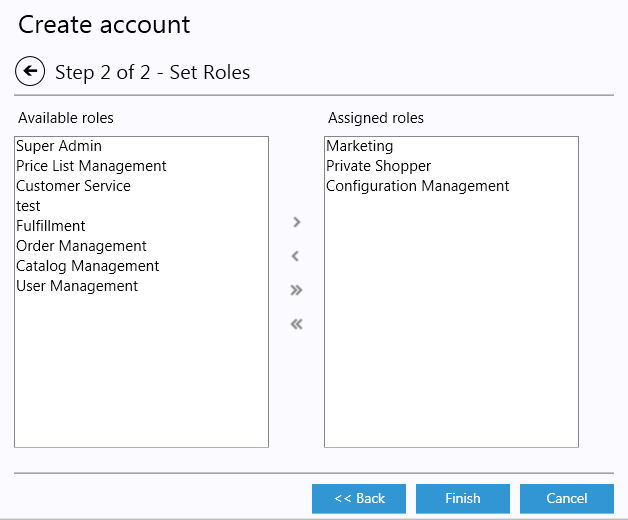 Create account
Step 2 of 2 - Set Roles
Available roles
Super Admin
Price List Management
Customer Service
test
Fulfillment
Order Management
Catalog Management
User Management
Assigned roles
Marketing
Private Shopper
Configuration Management
<< Back
Finish
Cancel